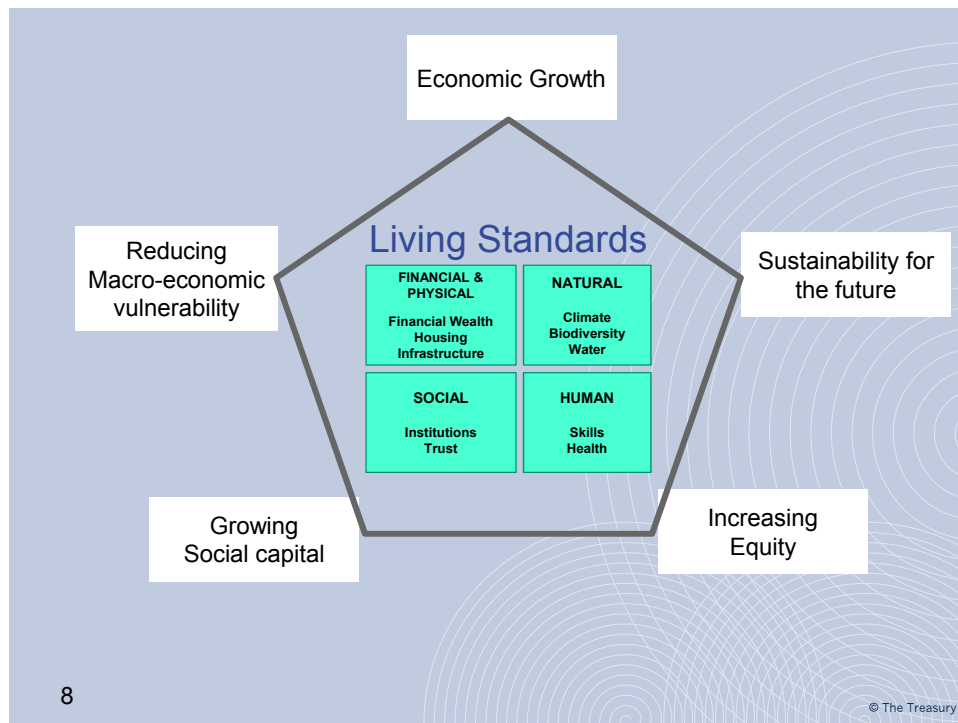 Economic Growth
Reducing
Macro-economic
vulnerability
Living Standards
Sustainability for
the future
FINANCIAL &
PHYSICAL
Financial Wealth
Housing
Infrastructure
NATURAL
Climate
Biodiversity
Water
SOCIAL
Institutions
Trust
HUMAN
Skills
Health
Growing
Social capital
Increasing
Equity
8
© The Treasury